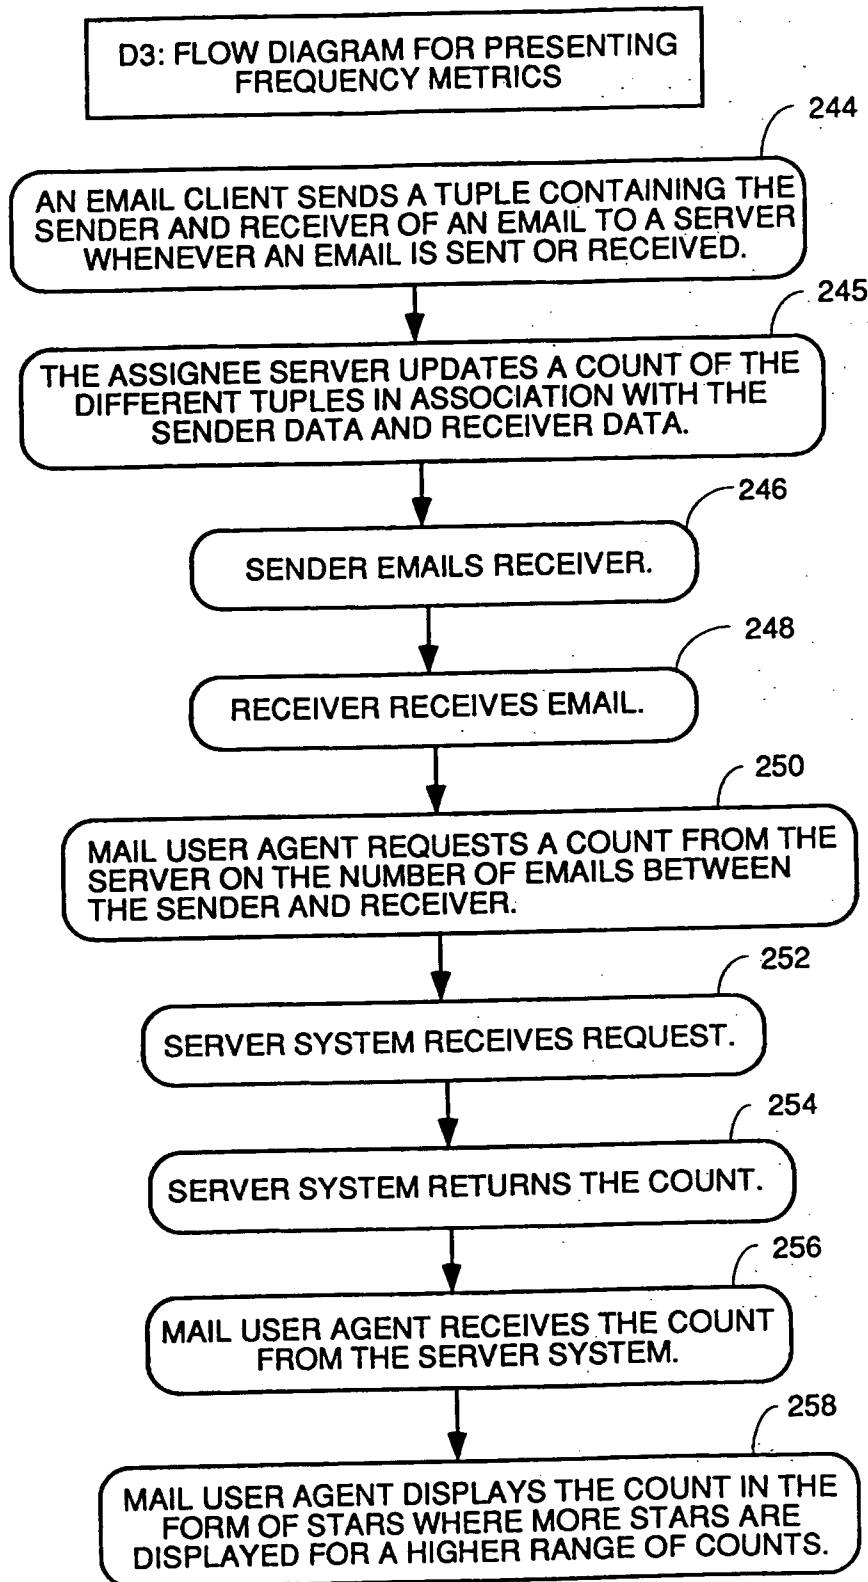 D3: FLOW DIAGRAM FOR PRESENTING
FREQUENCY METRICS
244
AN EMAIL CLIENT SENDS A TUPLE CONTAINING THE
SENDER AND RECEIVER OF AN EMAIL TO A SERVER
WHENEVER AN EMAIL IS SENT OR RECEIVED.
245
THE ASSIGNEE SERVER UPDATES A COUNT OF THE
DIFFERENT TUPLES IN ASSOCIATION WITH THE
SENDER DATA AND RECEIVER DATA.
246
SENDER EMAILS RECEIVER.
248
RECEIVER RECEIVES EMAIL.
250
MAIL USER AGENT REQUESTS A COUNT FROM THE
SERVER ON THE NUMBER OF EMAILS BETWEEN
THE SENDER AND RECEIVER.
252
SERVER SYSTEM RECEIVES REQUEST.
254
SERVER SYSTEM RETURNS THE COUNT.
256
MAIL USER AGENT RECEIVES THE COUNT
FROM THE SERVER SYSTEM.
258
MAIL USER AGENT DISPLAYS THE COUNT IN THE
FORM OF STARS WHERE MORE STARS ARE
DISPLAYED FOR A HIGHER RANGE OF COUNTS.